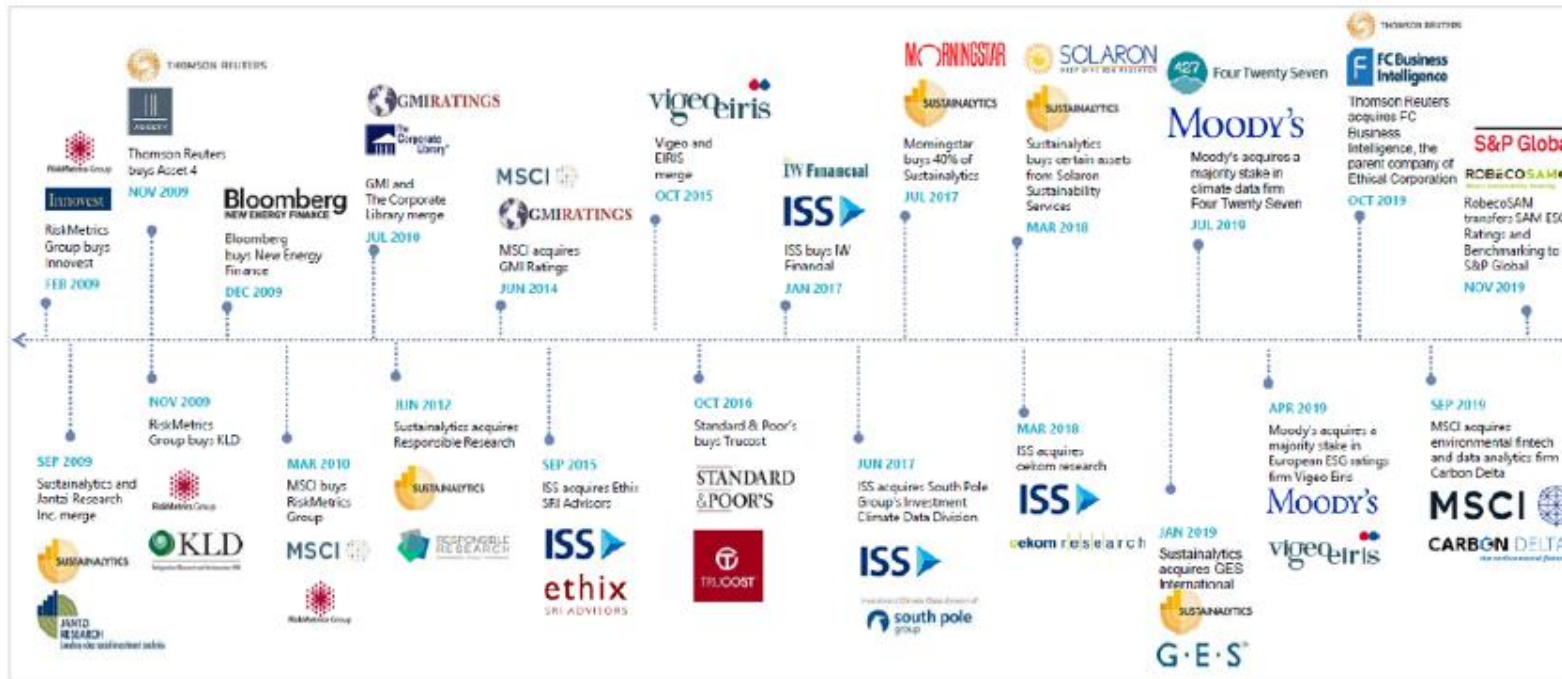 THOMSON REUTERS
ASSET4
Thomson Reuters
buys Asset 4
NOV 2009
RiskMetrics Group
Innovest
RiskMetrics
Group buys
Innovest
FEB 2009
Bloomberg
NEW ENERGY FINANCE
Bloomberg
buys New Energy
Finance
DEC 2009
GMIRATINGS
The
Corporate
Library
GMI and
The Corporate
Library merge
JUL 2010
MSCI
GMIRATINGS
MSCI acquires
GMI Ratings
JUN 2014
vigeoeiris
Vigeo and
EIRIS
merge
OCT 2015
IW Financial
ISS
ISS buys IW
Financial
JAN 2017
MORNINGSTAR
SUSTAINALYTICS
Morningstar
buys 40% of
Sustainalytics
JUL 2017
SOLARON
SUSTAINALYTICS
Sustainalytics
buys certain assets
from Solaron
Sustainability
Services
MAR 2018
427 Four Twenty Seven
MOODY'S
Moody's acquires a
majority stake in
climate data firm
Four Twenty Seven
JUL 2019
THOMSON REUTERS
F FC Business
Intelligence
Thomson Reuters
acquires FC
Business
Intelligence, the
parent company of
Ethical Corporation
OCT 2019
S&P Globa
ROBECOSAM
RobecoSAM
transfers SAM ESG
Ratings and
Benchmarking to
S&P Global
NOV 2019
SEP 2009
Sustainalytics and
Jantzi Research
Inc. merge
SUSTAINALYTICS
JANTZI
RESEARCH
NOV 2009
RiskMetrics
Group buys KLD
RiskMetrics Group
KLD
MAR 2010
MSCI buys
RiskMetrics
Group
MSCI
RiskMetrics Group
JUN 2012
Sustainalytics acquires
Responsible Research
SUSTAINALYTICS
RESPONSIBLE
RESEARCH
SEP 2015
ISS acquires Ethix
SRI Advisors
ISS
ethix
SRI ADVISORS
OCT 2016
Standard & Poor's
buys Trucost
STANDARD
&POOR'S
TRUCOST
JUN 2017
ISS acquires South Pole
Group's Investment
Climate Data Division
ISS
Investment Climate Data division of
south pole
group
MAR 2018
ISS acquires
oekom research
ISS
oekom research
JAN 2019
Sustainalytics
acquires GES
International
SUSTAINALYTICS
G·E·S
APR 2019
Moody's acquires a
majority stake in
European ESG ratings
firm Vigeo Eiris
MOODY'S
vigeoeiris
SEP 2019
MSCI acquires
environmental fintech
and data analytics firm
Carbon Delta
MSCI
CARBON DELTA